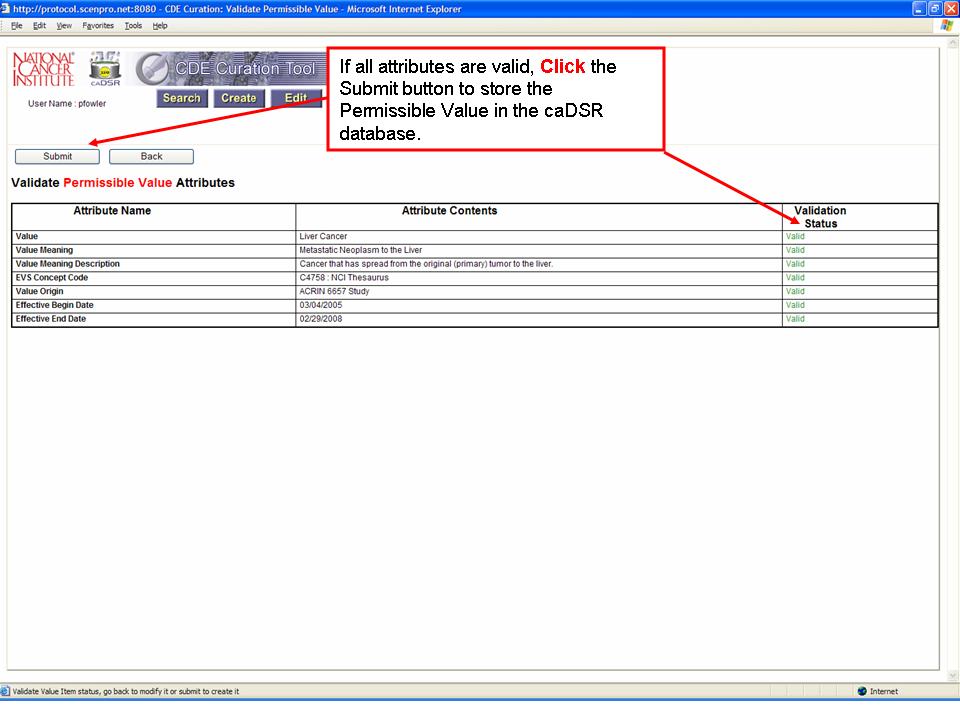 http://protocol.scenpro.net:8080 - CDE Curation: Validate Permissible Value - Microsoft Internet Explorer
File Edit View Favorites Tools Help
NATIONAL
CANCER
INSTITUTE
caDSR
CDE Curation Tool
User Name : pfowler
Search Create Edit
If all attributes are valid, Click the
Submit button to store the
Permissible Value in the caDSR
database.
Submit Back
Validate Permissible Value Attributes
Attribute Name Attribute Contents Validation
Status
Value Liver Cancer Valid
Value Meaning Metastatic Neoplasm to the Liver Valid
Value Meaning Description Cancer that has spread from the original (primary) tumor to the liver. Valid
EVS Concept Code C4758 : NCI Thesaurus Valid
Value Origin ACRIN 6657 Study Valid
Effective Begin Date 03/04/2005 Valid
Effective End Date 02/29/2008 Valid
Validate Value Item status, go back to modify it or submit to create it
Internet